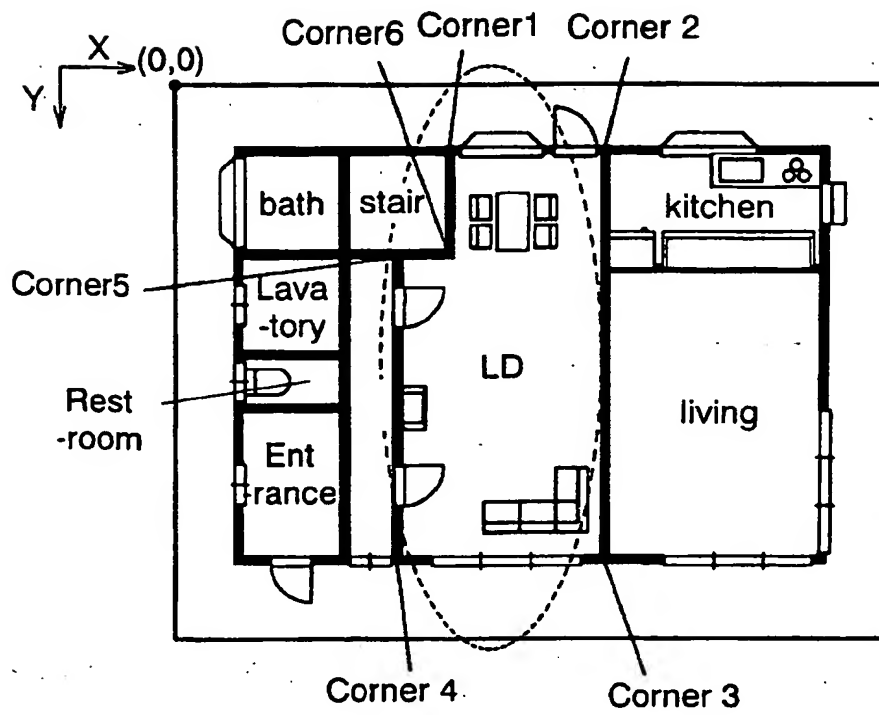 Corner6 Corner1 Corner 2
X (0,0)
Y
bath stair kitchen
Corner5
Lava
-tory
LD
Rest
-room
living
Ent
-rance
Corner 4 Corner 3